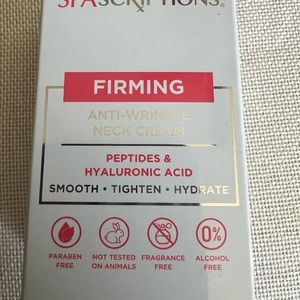 SPASCRIPTIONS®
FIRMING
ANTI-WRINKLE
NECK CREAM
PEPTIDES &
HYALURONIC ACID
SMOOTH • TIGHTEN • HYDRATE
0%
PARABEN
FREE
NOT TESTED
ON ANIMALS
FRAGRANCE
FREE
ALCOHOL
FREE